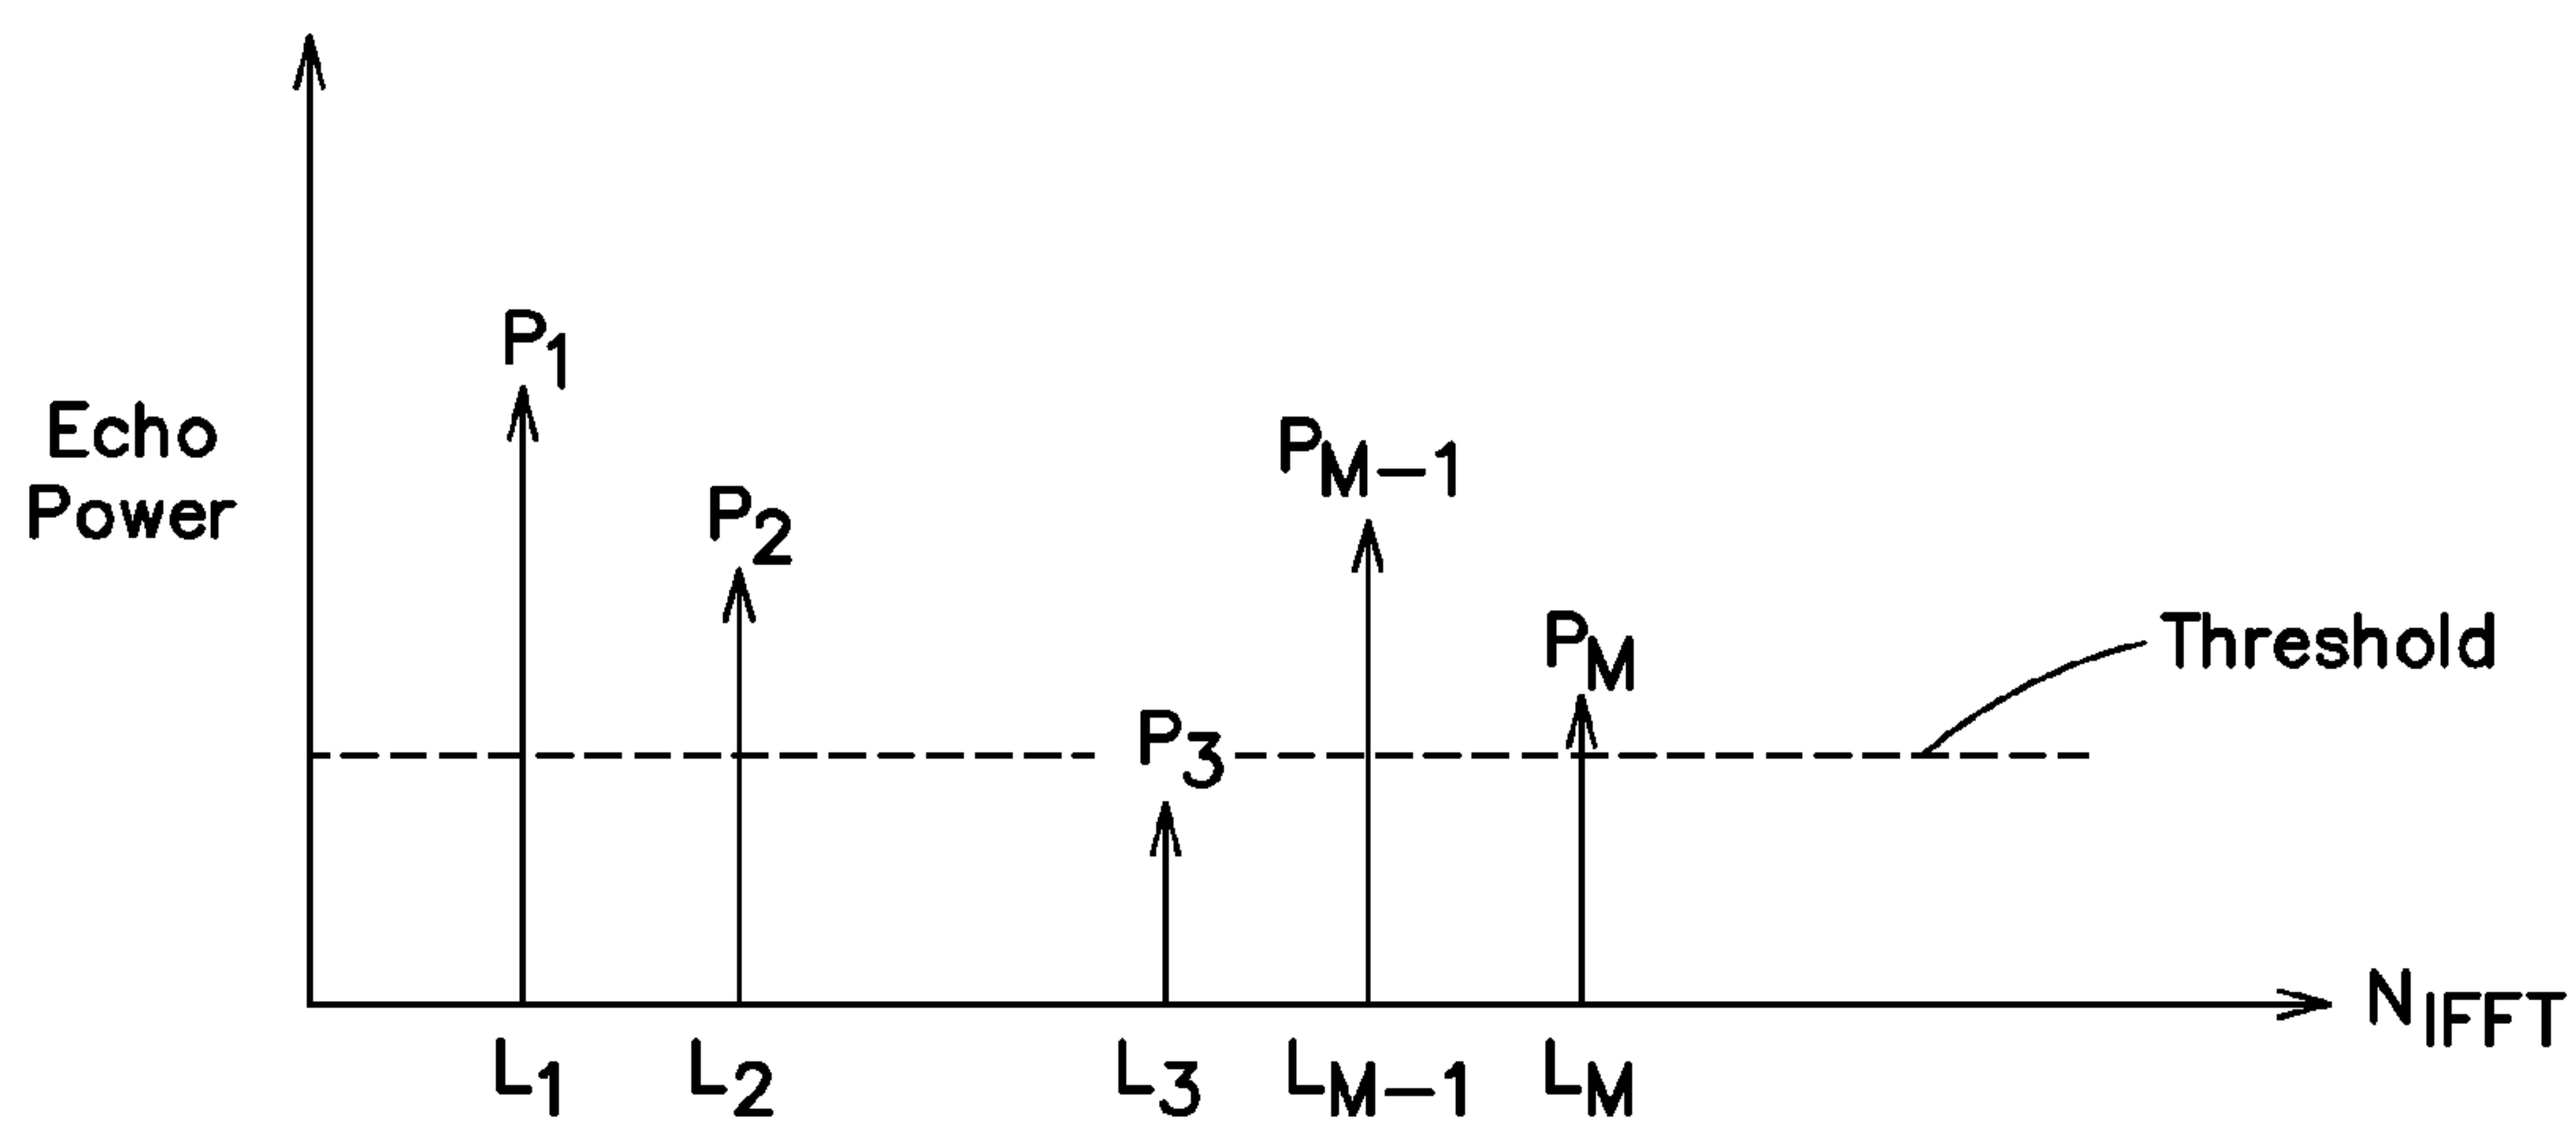 Echo
Power
P1
P2
P3
PM-1
PM
Threshold
NIFFT
L1
L2
L3
LM-1
LM